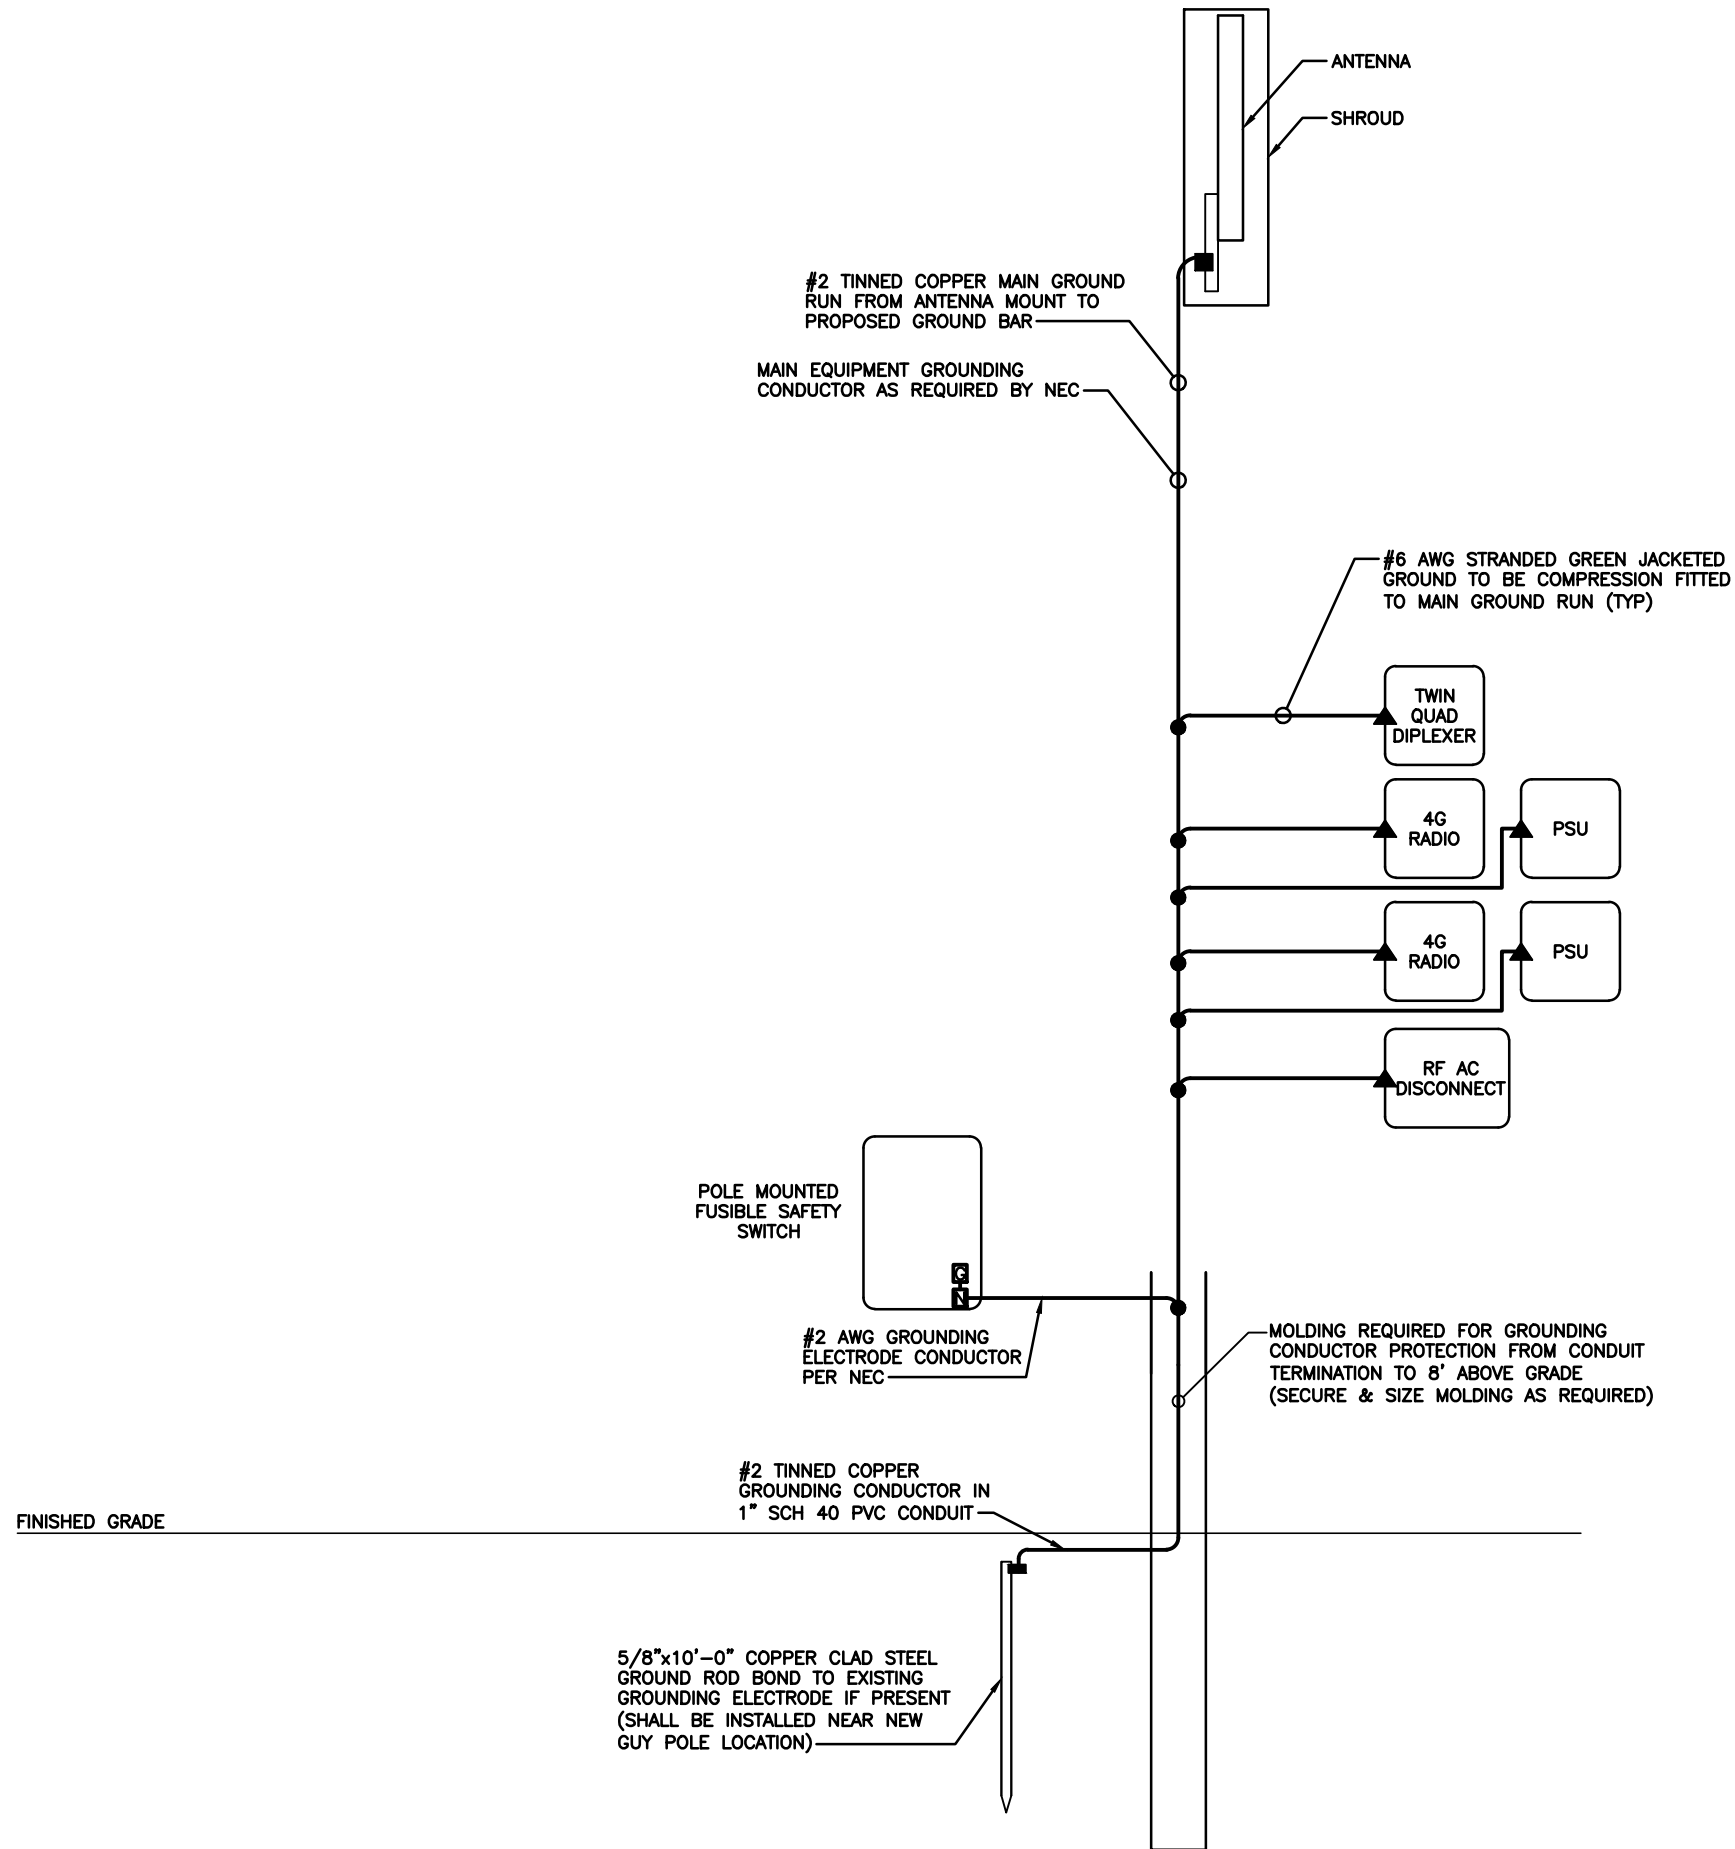 ANTENNA
SHROUD
#2 TINNED COPPER MAIN GROUND
RUN FROM ANTENNA MOUNT TO
PROPOSED GROUND BAR
MAIN EQUIPMENT GROUNDING
CONDUCTOR AS REQUIRED BY NEC
#6 AWG STRANDED GREEN JACKETED
GROUND TO BE COMPRESSION FITTED
TO MAIN GROUND RUN (TYP)
TWIN
QUAD
DIPLEXER
4G
RADIO
PSU
4G
RADIO
PSU
RF AC
DISCONNECT
POLE MOUNTED
FUSIBLE SAFETY
SWITCH
G
N
#2 AWG GROUNDING
ELECTRODE CONDUCTOR
PER NEC
MOLDING REQUIRED FOR GROUNDING
CONDUCTOR PROTECTION FROM CONDUIT
TERMINATION TO 8' ABOVE GRADE
(SECURE & SIZE MOLDING AS REQUIRED)
#2 TINNED COPPER
GROUNDING CONDUCTOR IN
1" SCH 40 PVC CONDUIT
FINISHED GRADE
5/8"x10'-0" COPPER CLAD STEEL
GROUND ROD BOND TO EXISTING
GROUNDING ELECTRODE IF PRESENT
(SHALL BE INSTALLED NEAR NEW
GUY POLE LOCATION)